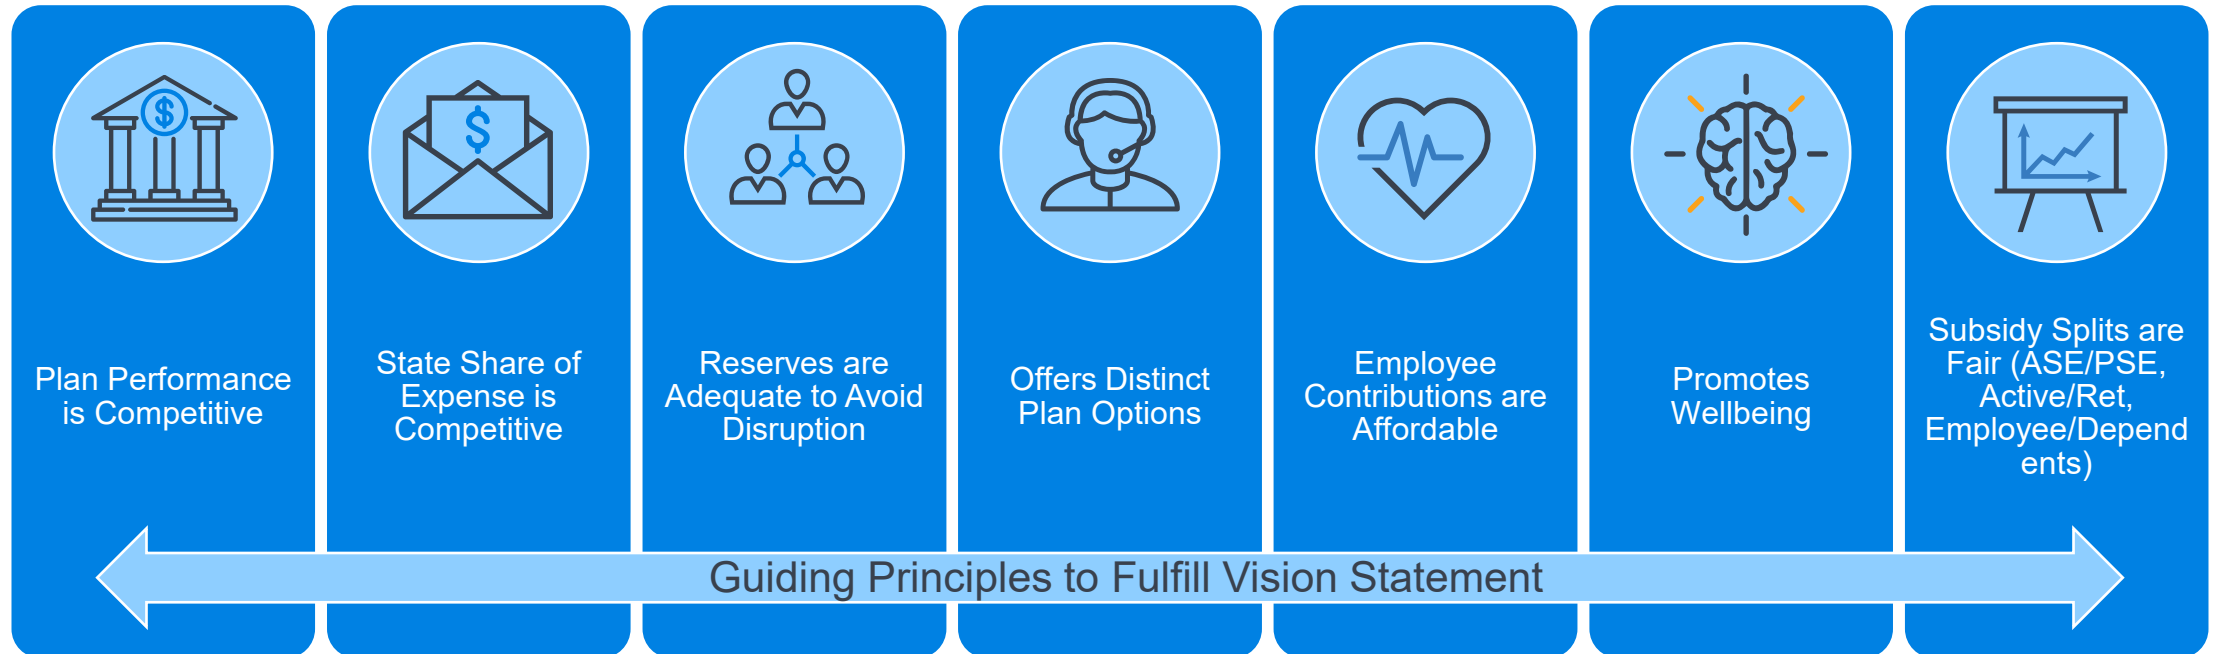 Plan Performance
is Competitive
State Share of
Expense is
Competitive
Reserves are
Adequate to Avoid
Disruption
Offers Distinct
Plan Options
Employee
Contributions are
Affordable
Promotes
Wellbeing
Subsidy Splits are
Fair (ASE/PSE,
Active/Ret,
Employee/Depend
ents)
Guiding Principles to Fulfill Vision Statement